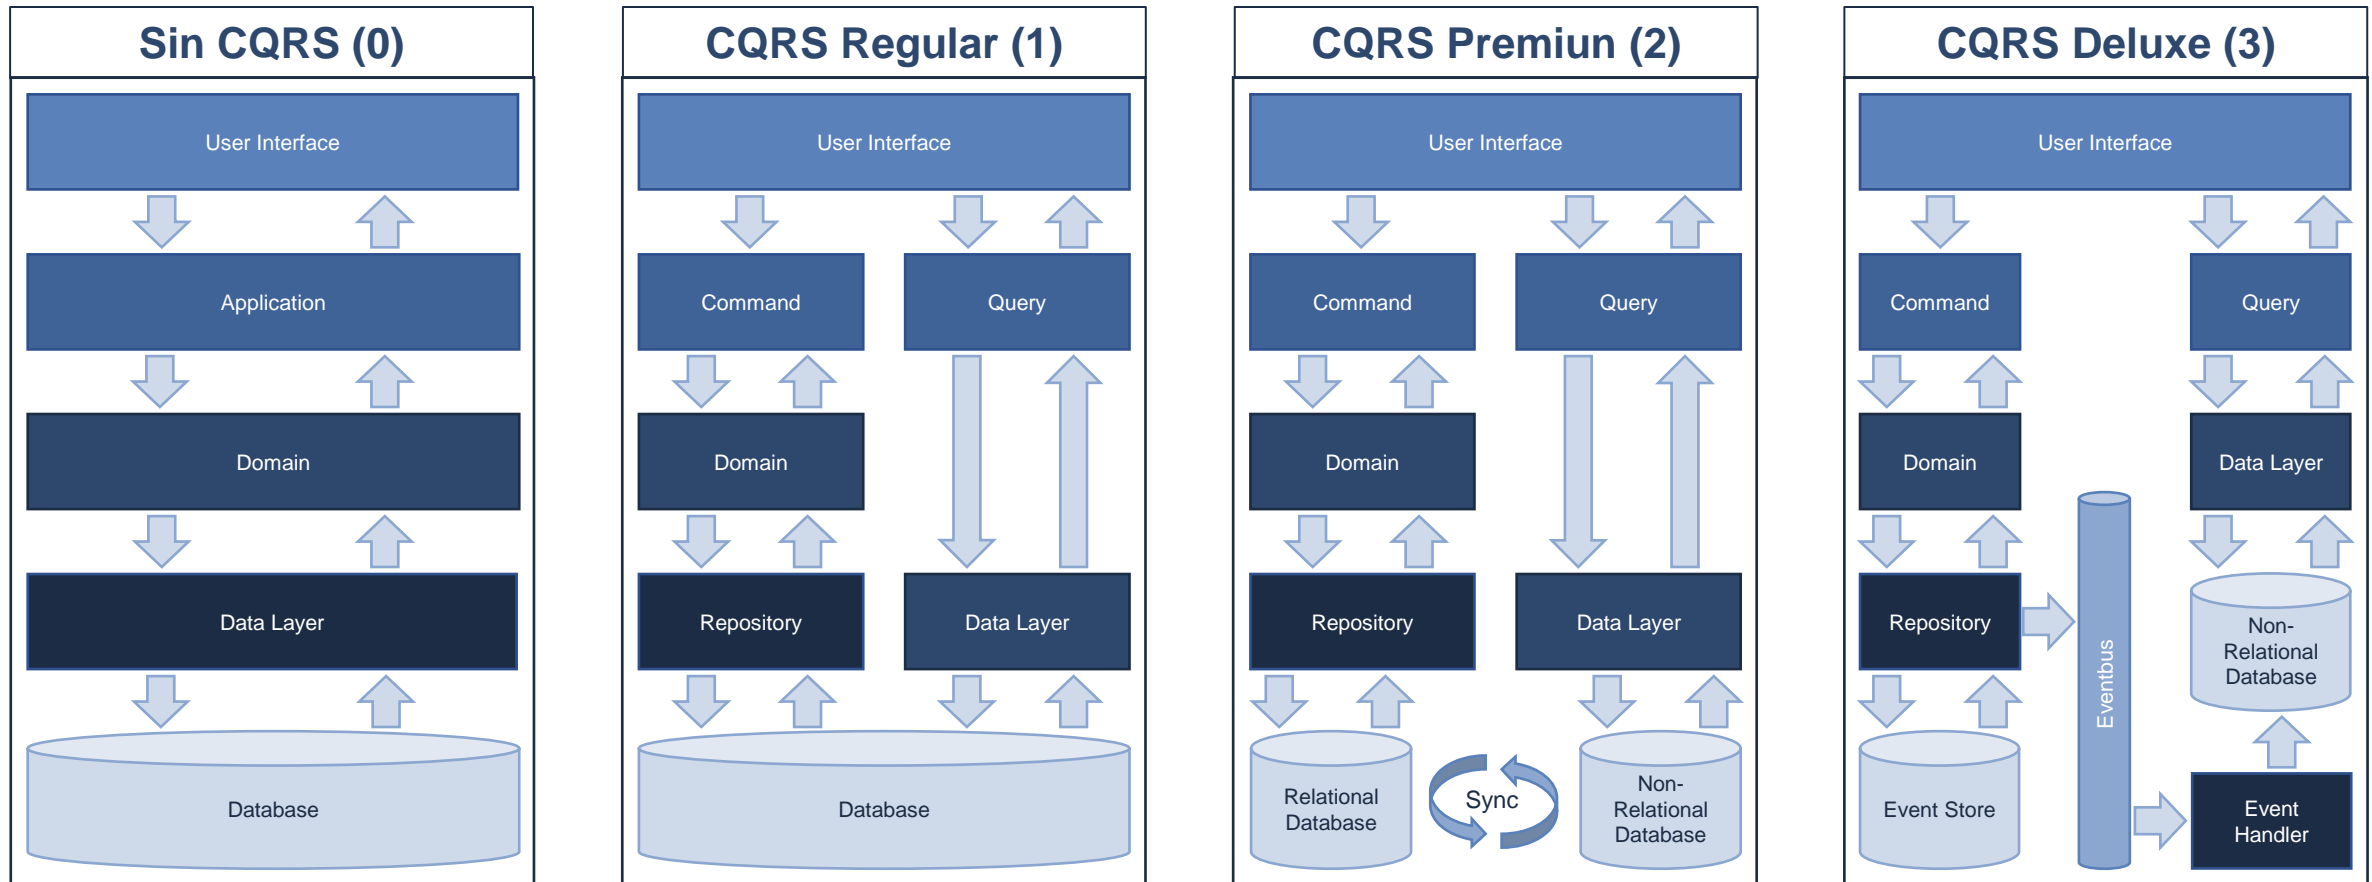 Sin CQRS (0)
User Interface
Application
Domain
Data Layer
Database
CQRS Regular (1)
User Interface
Command
Query
Domain
Repository
Data Layer
Database
CQRS Premiun (2)
User Interface
Command
Query
Domain
Repository
Data Layer
Relational
Database
Sync
Non-
Relational
Database
CQRS Deluxe (3)
User Interface
Command
Query
Domain
Data Layer
Repository
Eventbus
Non-
Relational
Database
Event Store
Event
Handler